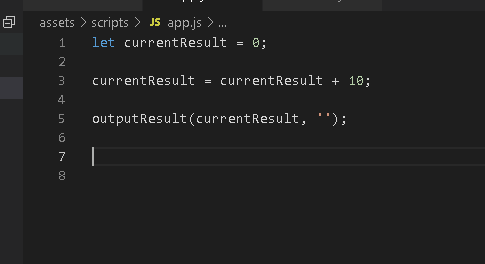 assets > scripts > JS app.js > ...
1 let currentResult = 0;
2
3 currentResult = currentResult + 10;
4
5 outputResult(currentResult, '');
6
7
8